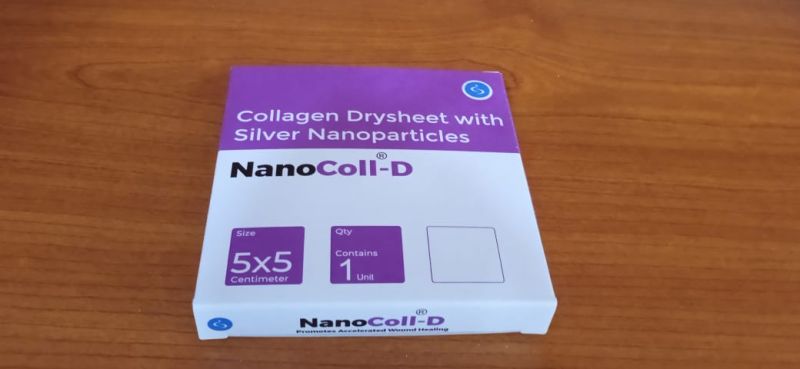 Collagen Drysheet with
Silver Nanoparticles
NanoColl-D®
Size
5x5
Centimeter
Qty
Contains
1 Unit
NanoColl-D®
Promotes Accelerated Wound Healing